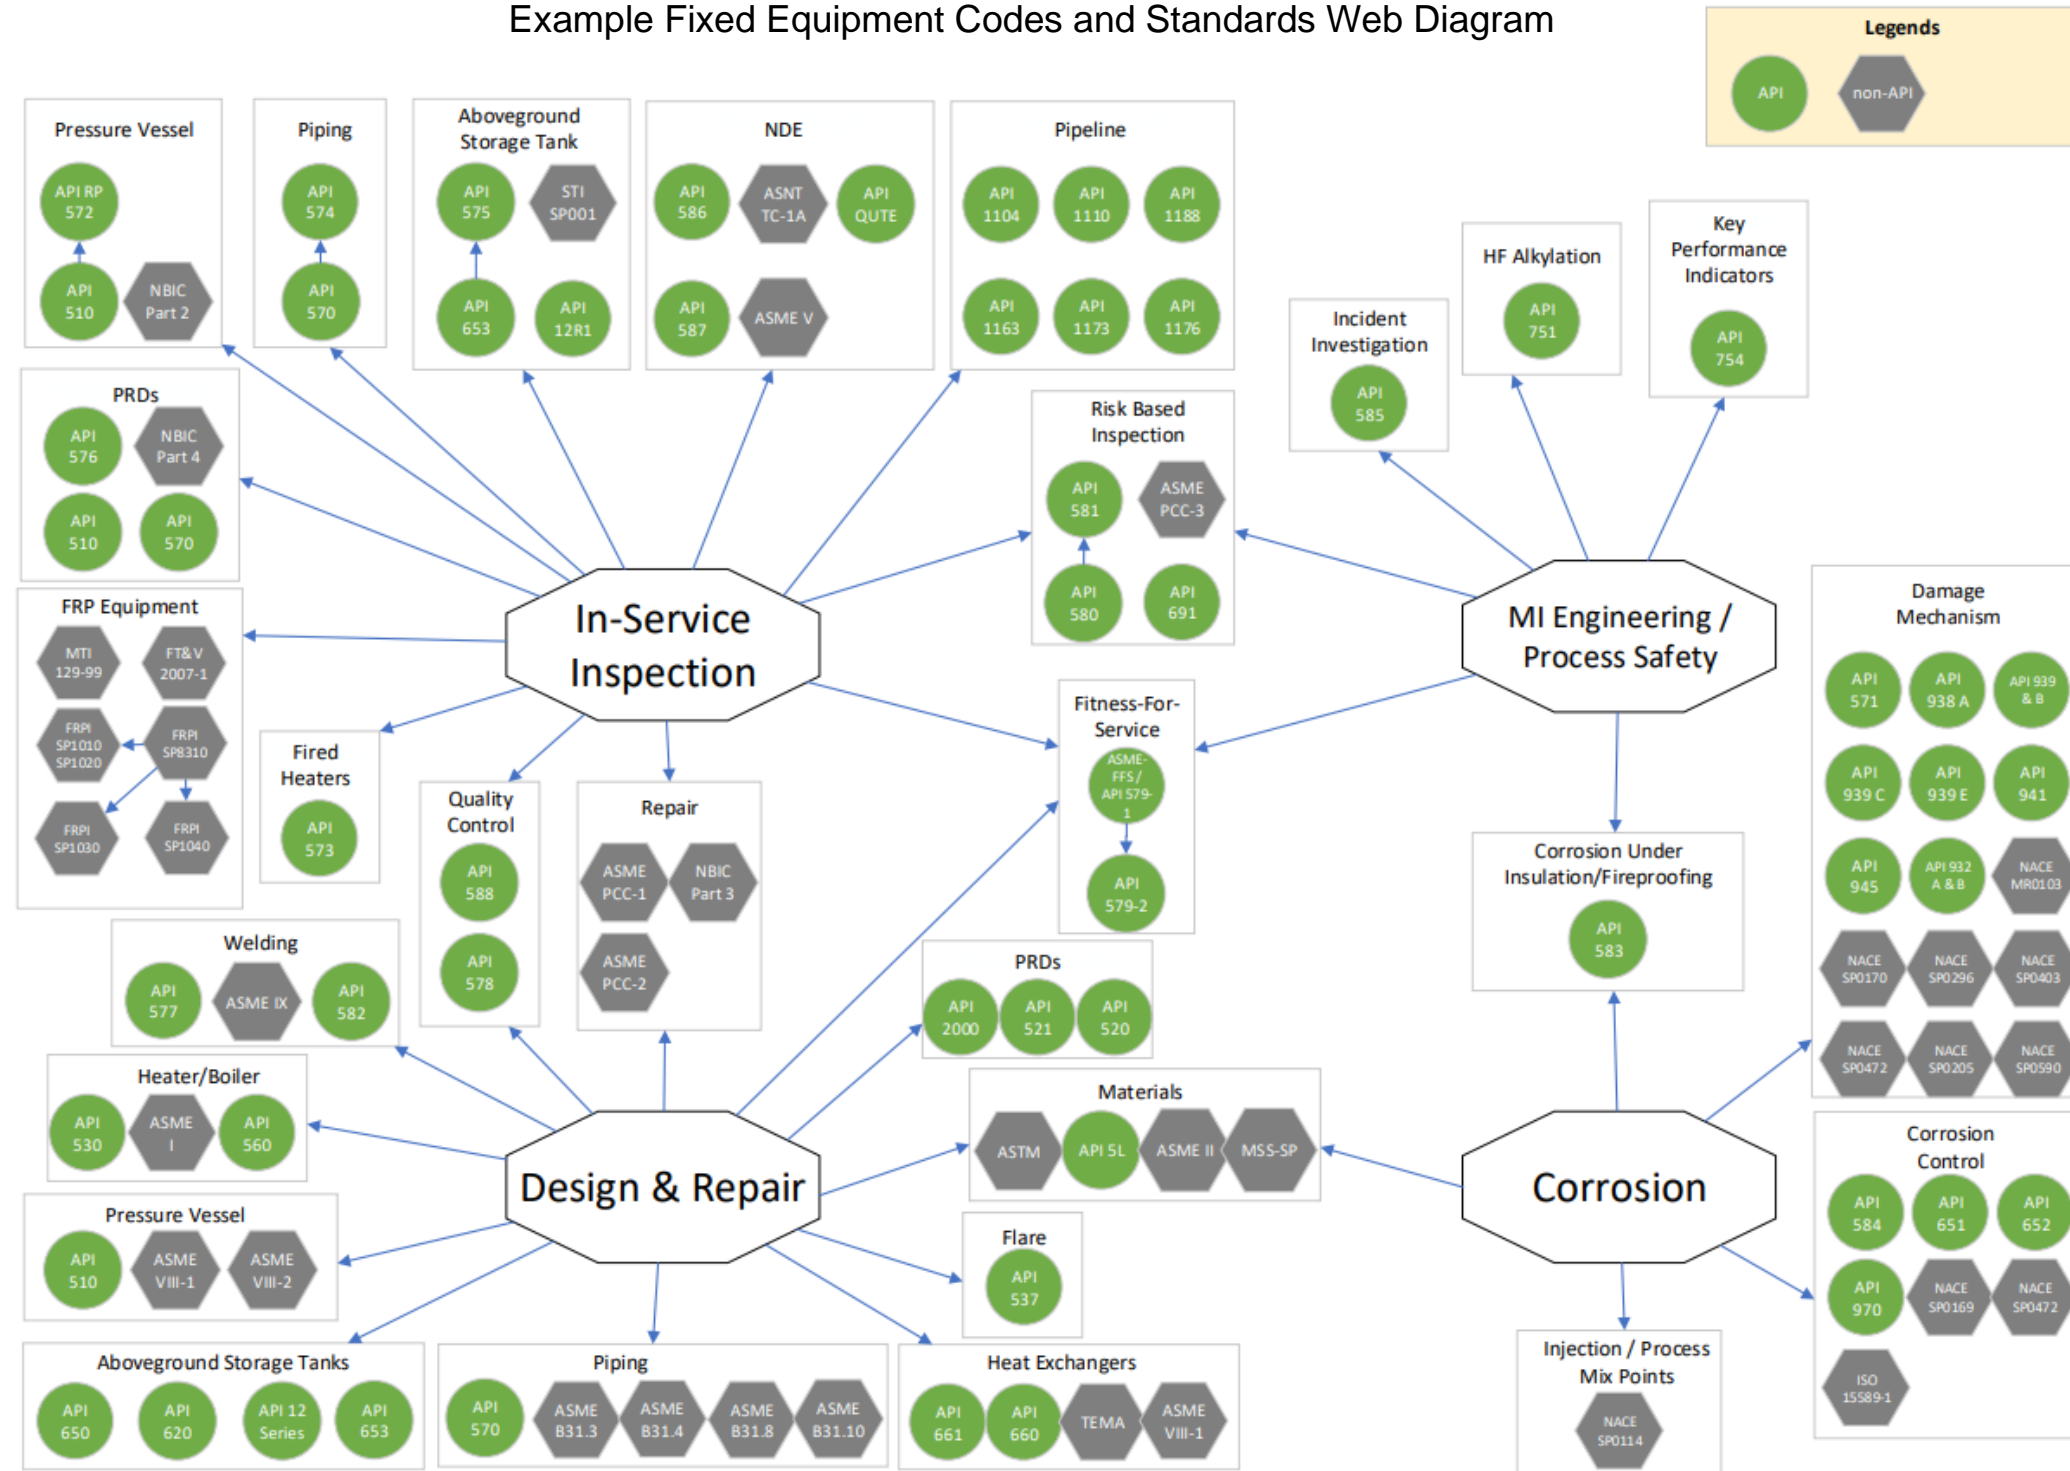 Example Fixed Equipment Codes and Standards Web Diagram
Legends
API
non-API
Pressure Vessel
API RP
572
API
510
NBIC
Part 2
Piping
API
574
API
570
Aboveground
Storage Tank
API
575
STI
SP001
API
653
API
12R1
NDE
API
586
ASNT
TC-1A
API
QUTE
API
587
ASME V
Pipeline
API
1104
API
1110
API
1188
API
1163
API
1173
API
1176
PRDs
API
576
NBIC
Part 4
API
510
API
570
Risk Based
Inspection
API
581
ASME
PCC-3
API
580
API
691
Incident
Investigation
API
585
HF Alkylation
API
751
Key
Performance
Indicators
API
754
FRP Equipment
MTI
129-99
FT&V
2007-1
FRPI
SP1010
SP1020
FRPI
SP8310
FRPI
SP1030
FRPI
SP1040
In-Service
Inspection
MI Engineering /
Process Safety
Damage
Mechanism
API
571
API
938 A
API 939
& B
API
939 C
API
939 E
API
941
API
945
API 932
A & B
NACE
MR0103
NACE
SP0170
NACE
SP0296
NACE
SP0403
NACE
SP0472
NACE
SP0205
NACE
SP0590
Fired
Heaters
API
573
Quality
Control
API
588
API
578
Repair
ASME
PCC-1
NBIC
Part 3
ASME
PCC-2
Fitness-For-
Service
ASME-
FFS /
API 579-
1
API
579-2
Corrosion Under
Insulation/Fireproofing
API
583
Welding
API
577
ASME IX
API
582
PRDs
API
2000
API
521
API
520
Heater/Boiler
API
530
ASME
I
API
560
Materials
ASTM
API 5L
ASME II
MSS-SP
Design & Repair
Corrosion
Corrosion
Control
API
584
API
651
API
652
API
970
NACE
SP0169
NACE
SP0472
ISO
15589-1
Pressure Vessel
API
510
ASME
VIII-1
ASME
VIII-2
Flare
API
537
Aboveground Storage Tanks
API
650
API
620
API 12
Series
API
653
Piping
API
570
ASME
B31.3
ASME
B31.4
ASME
B31.8
ASME
B31.10
Heat Exchangers
API
661
API
660
TEMA
ASME
VIII-1
Injection / Process
Mix Points
NACE
SP0114